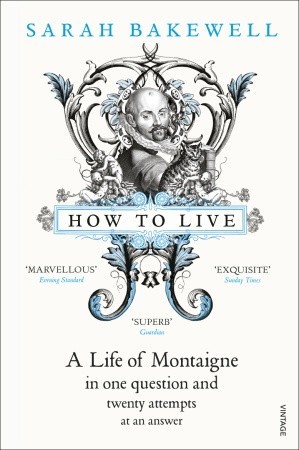 SARAH BAKEWELL
HOW TO LIVE
'MARVELLOUS'
Evening Standard
'EXQUISITE'
Sunday Times
'SUPERB'
Guardian
A Life of Montaigne
in one question and
twenty attempts
at an answer
VINTAGE